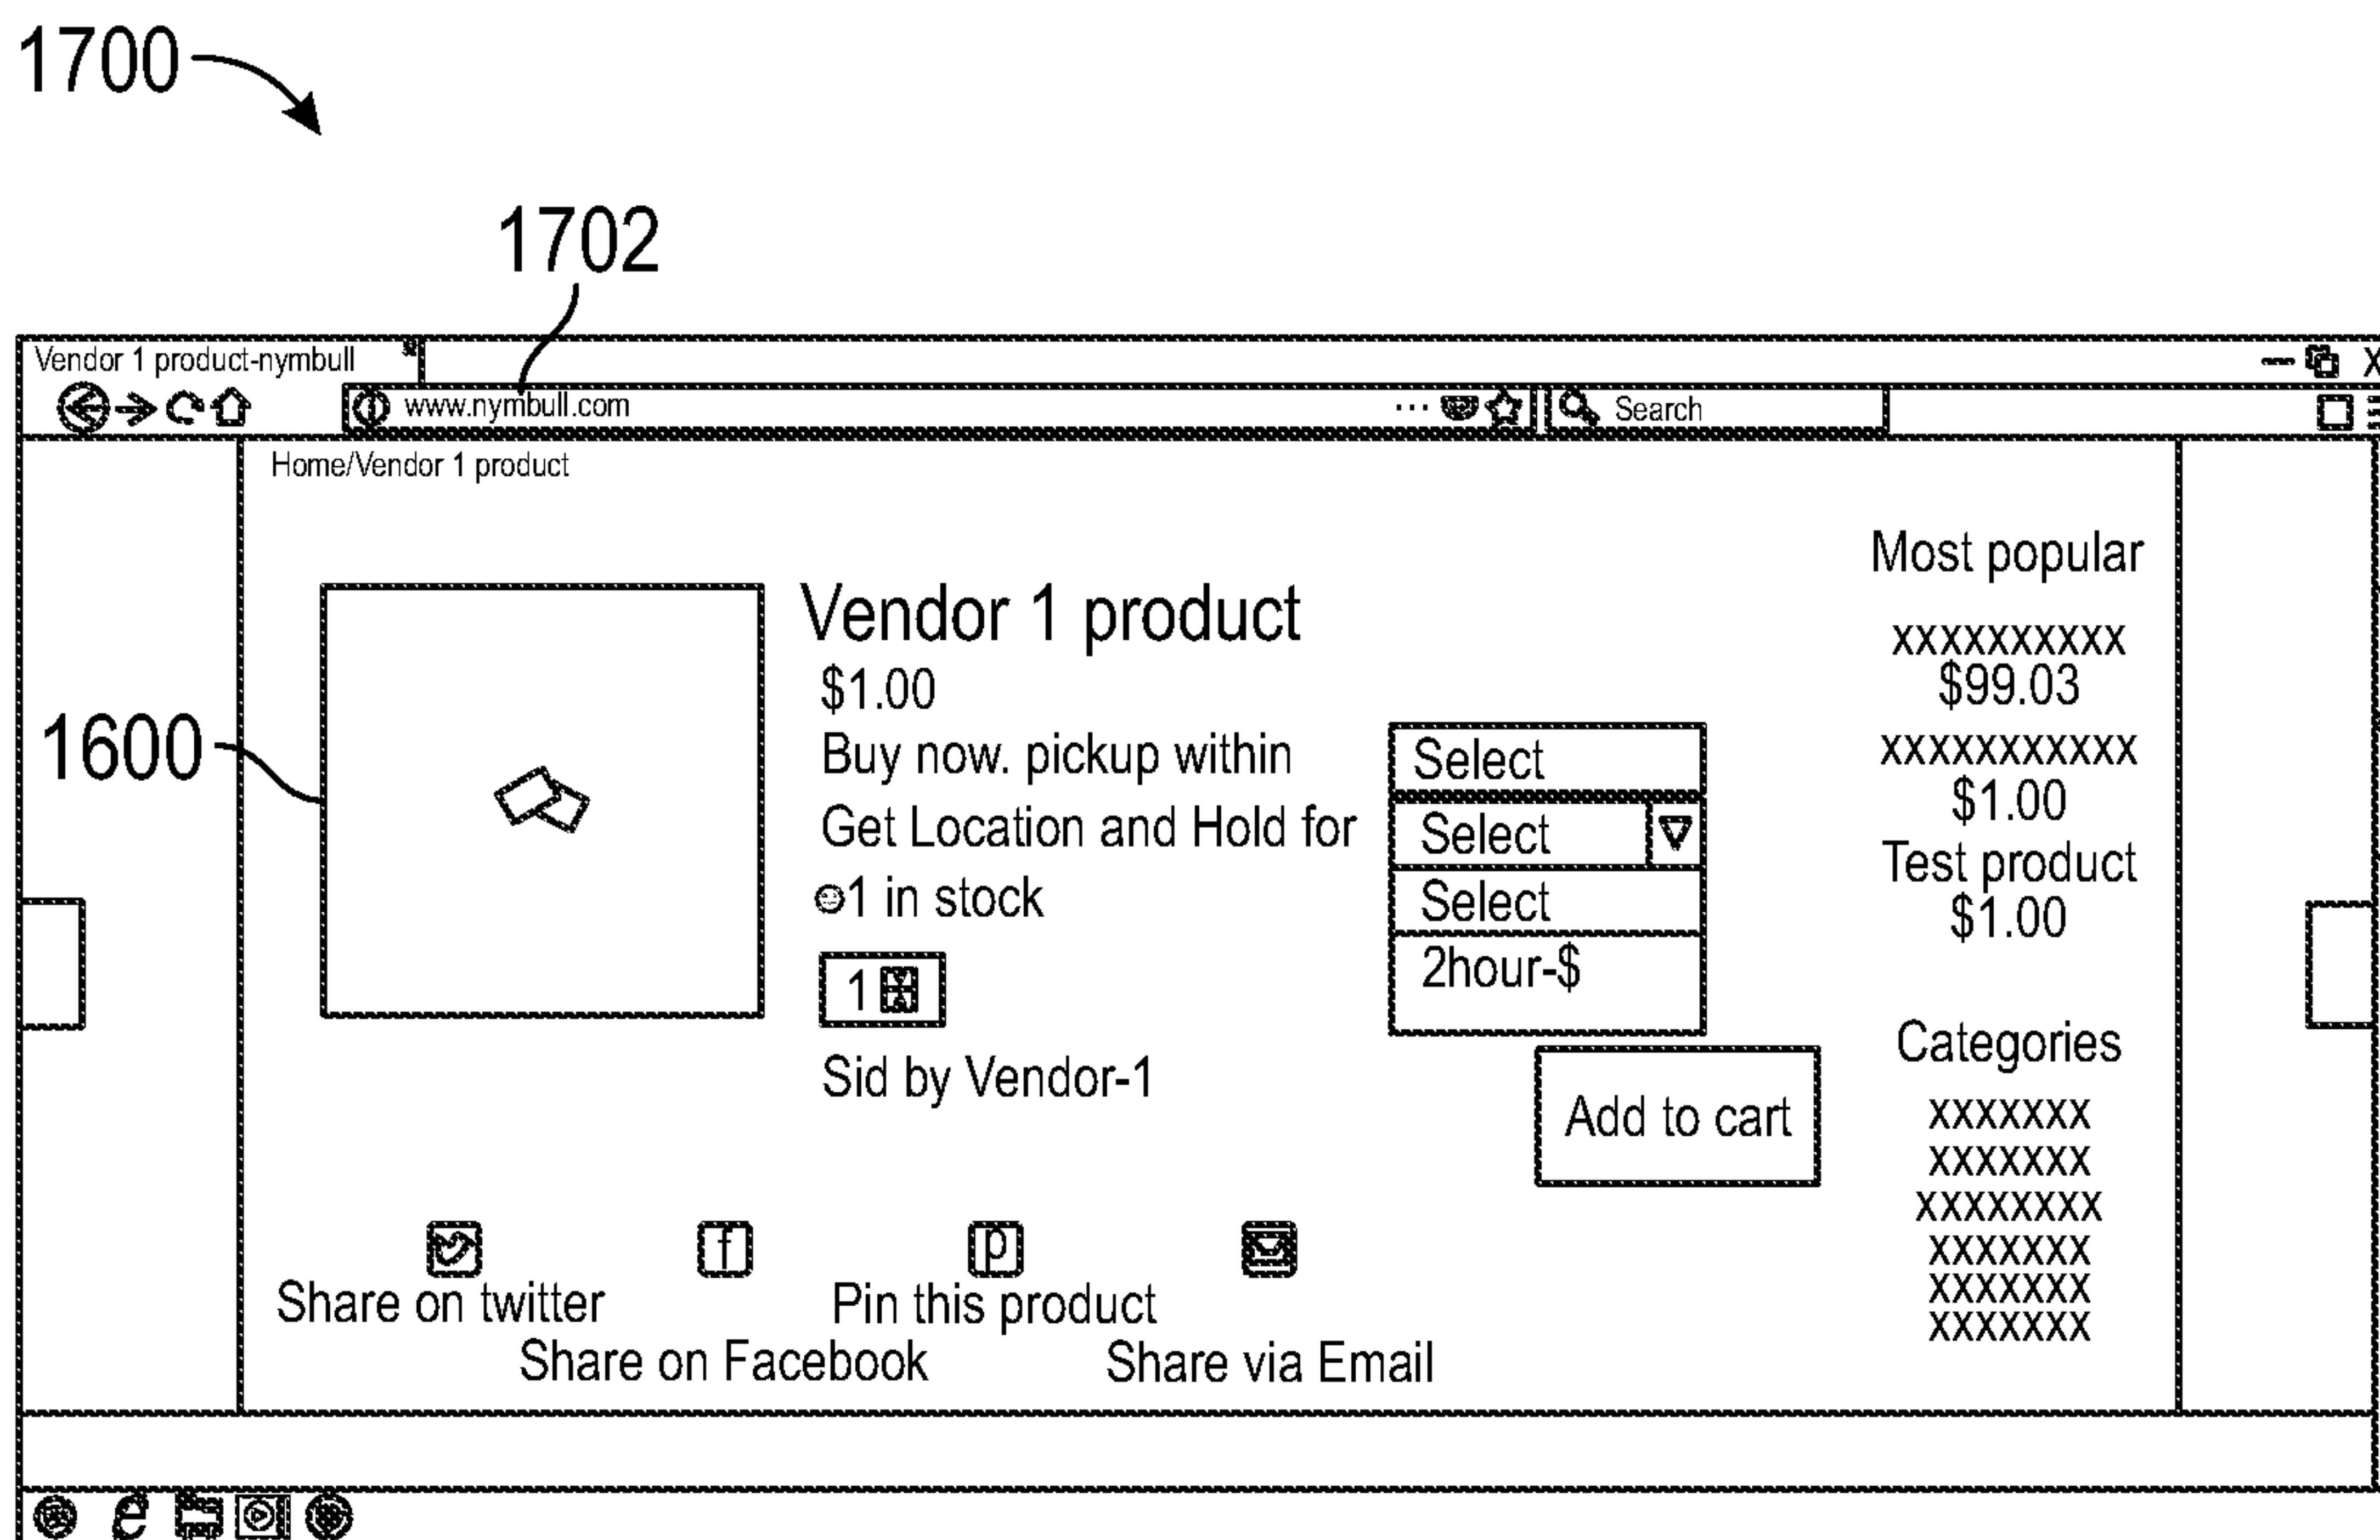 1700
1702
Vendor 1 product-nymbull
X
www.nymbull.com
...
Search
Home/Vendor 1 product
1600
Vendor 1 product
$1.00
Buy now. pickup within
Select
Get Location and Hold for
Select
1 in stock
Select
2hour-$
1
Sid by Vendor-1
Add to cart
Most popular
XXXXXXXXXX
$99.03
XXXXXXXXXXX
$1.00
Test product
$1.00
Categories
XXXXXXX
XXXXXXX
XXXXXXXX
XXXXXXX
XXXXXXX
XXXXXXX
f
p
Share on twitter
Share on Facebook
Pin this product
Share via Email
e